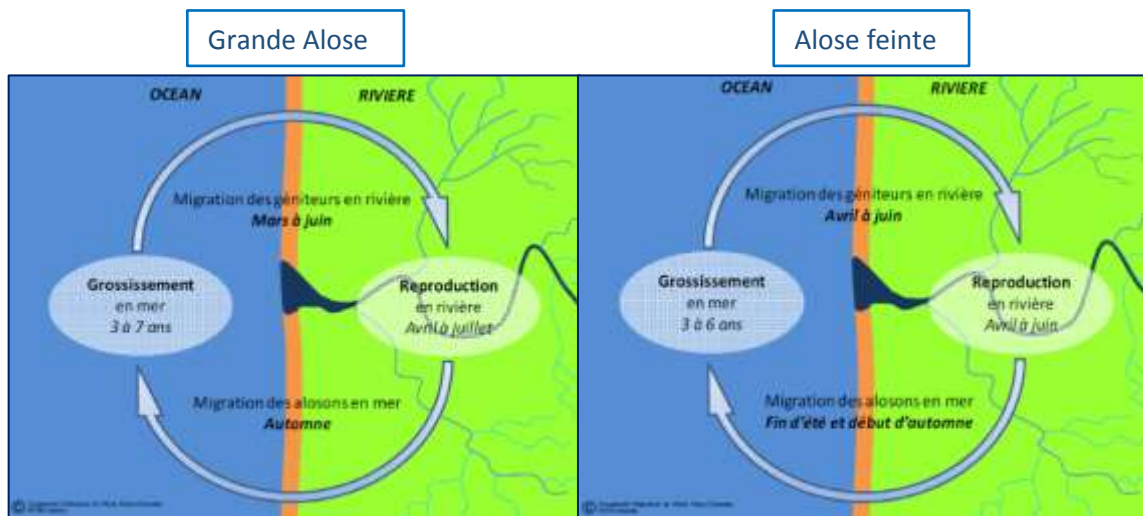 Grande Alose
OCEAN
RIVIERE
Migration des géniteurs en rivière
Mars à juin
Grossissement
en mer
3 à 7 ans
Reproduction
en rivière
Avril à juillet
Migration des alosons en mer
Automne
©
Alose feinte
OCEAN
RIVIERE
Migration des géniteurs en rivière
Avril à juin
Grossissement
en mer
3 à 6 ans
Reproduction
en rivière
Avril à juin
Migration des alosons en mer
Fin d'été et début d'automne
©